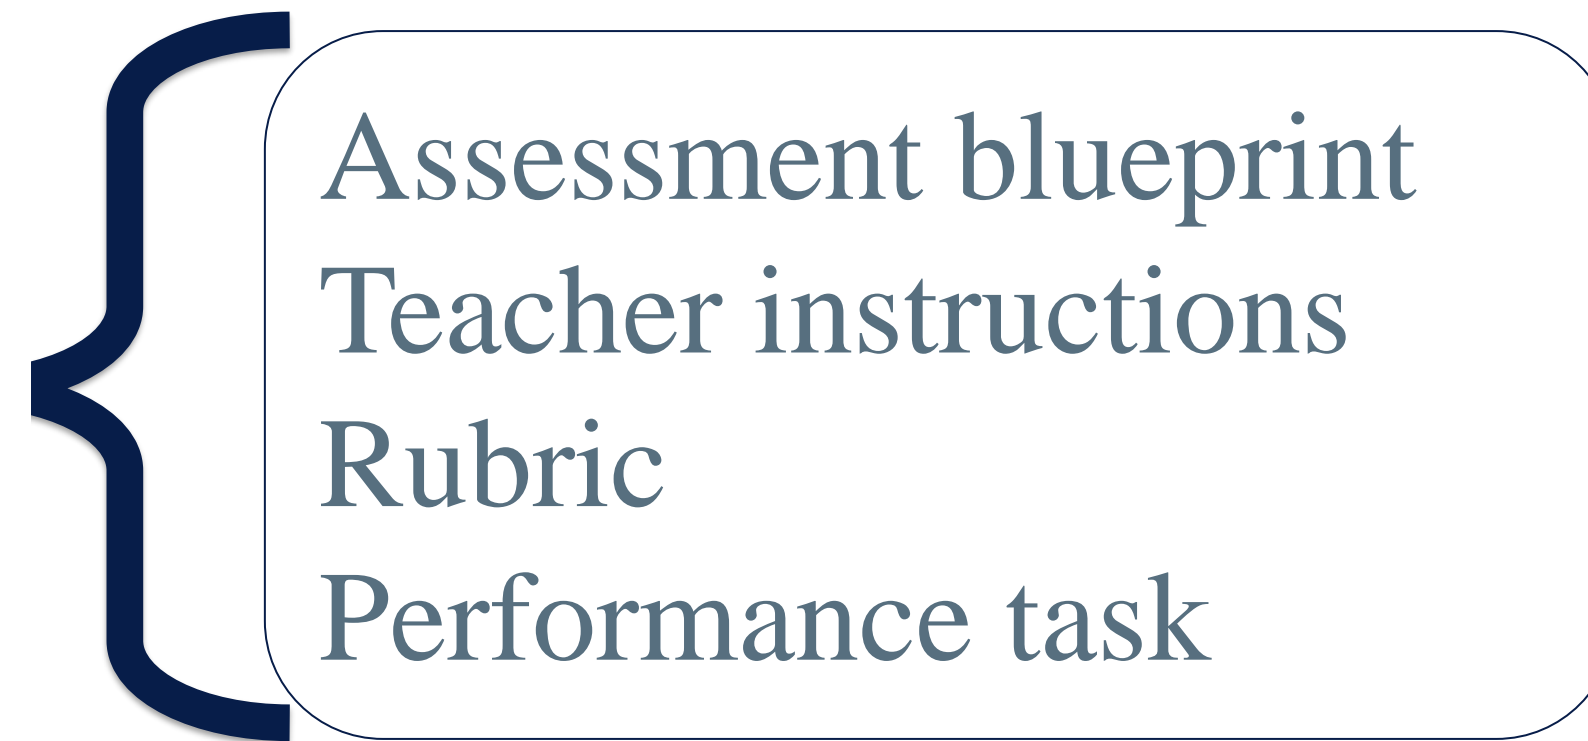 Assessment blueprint
Teacher instructions
Rubric
Performance task